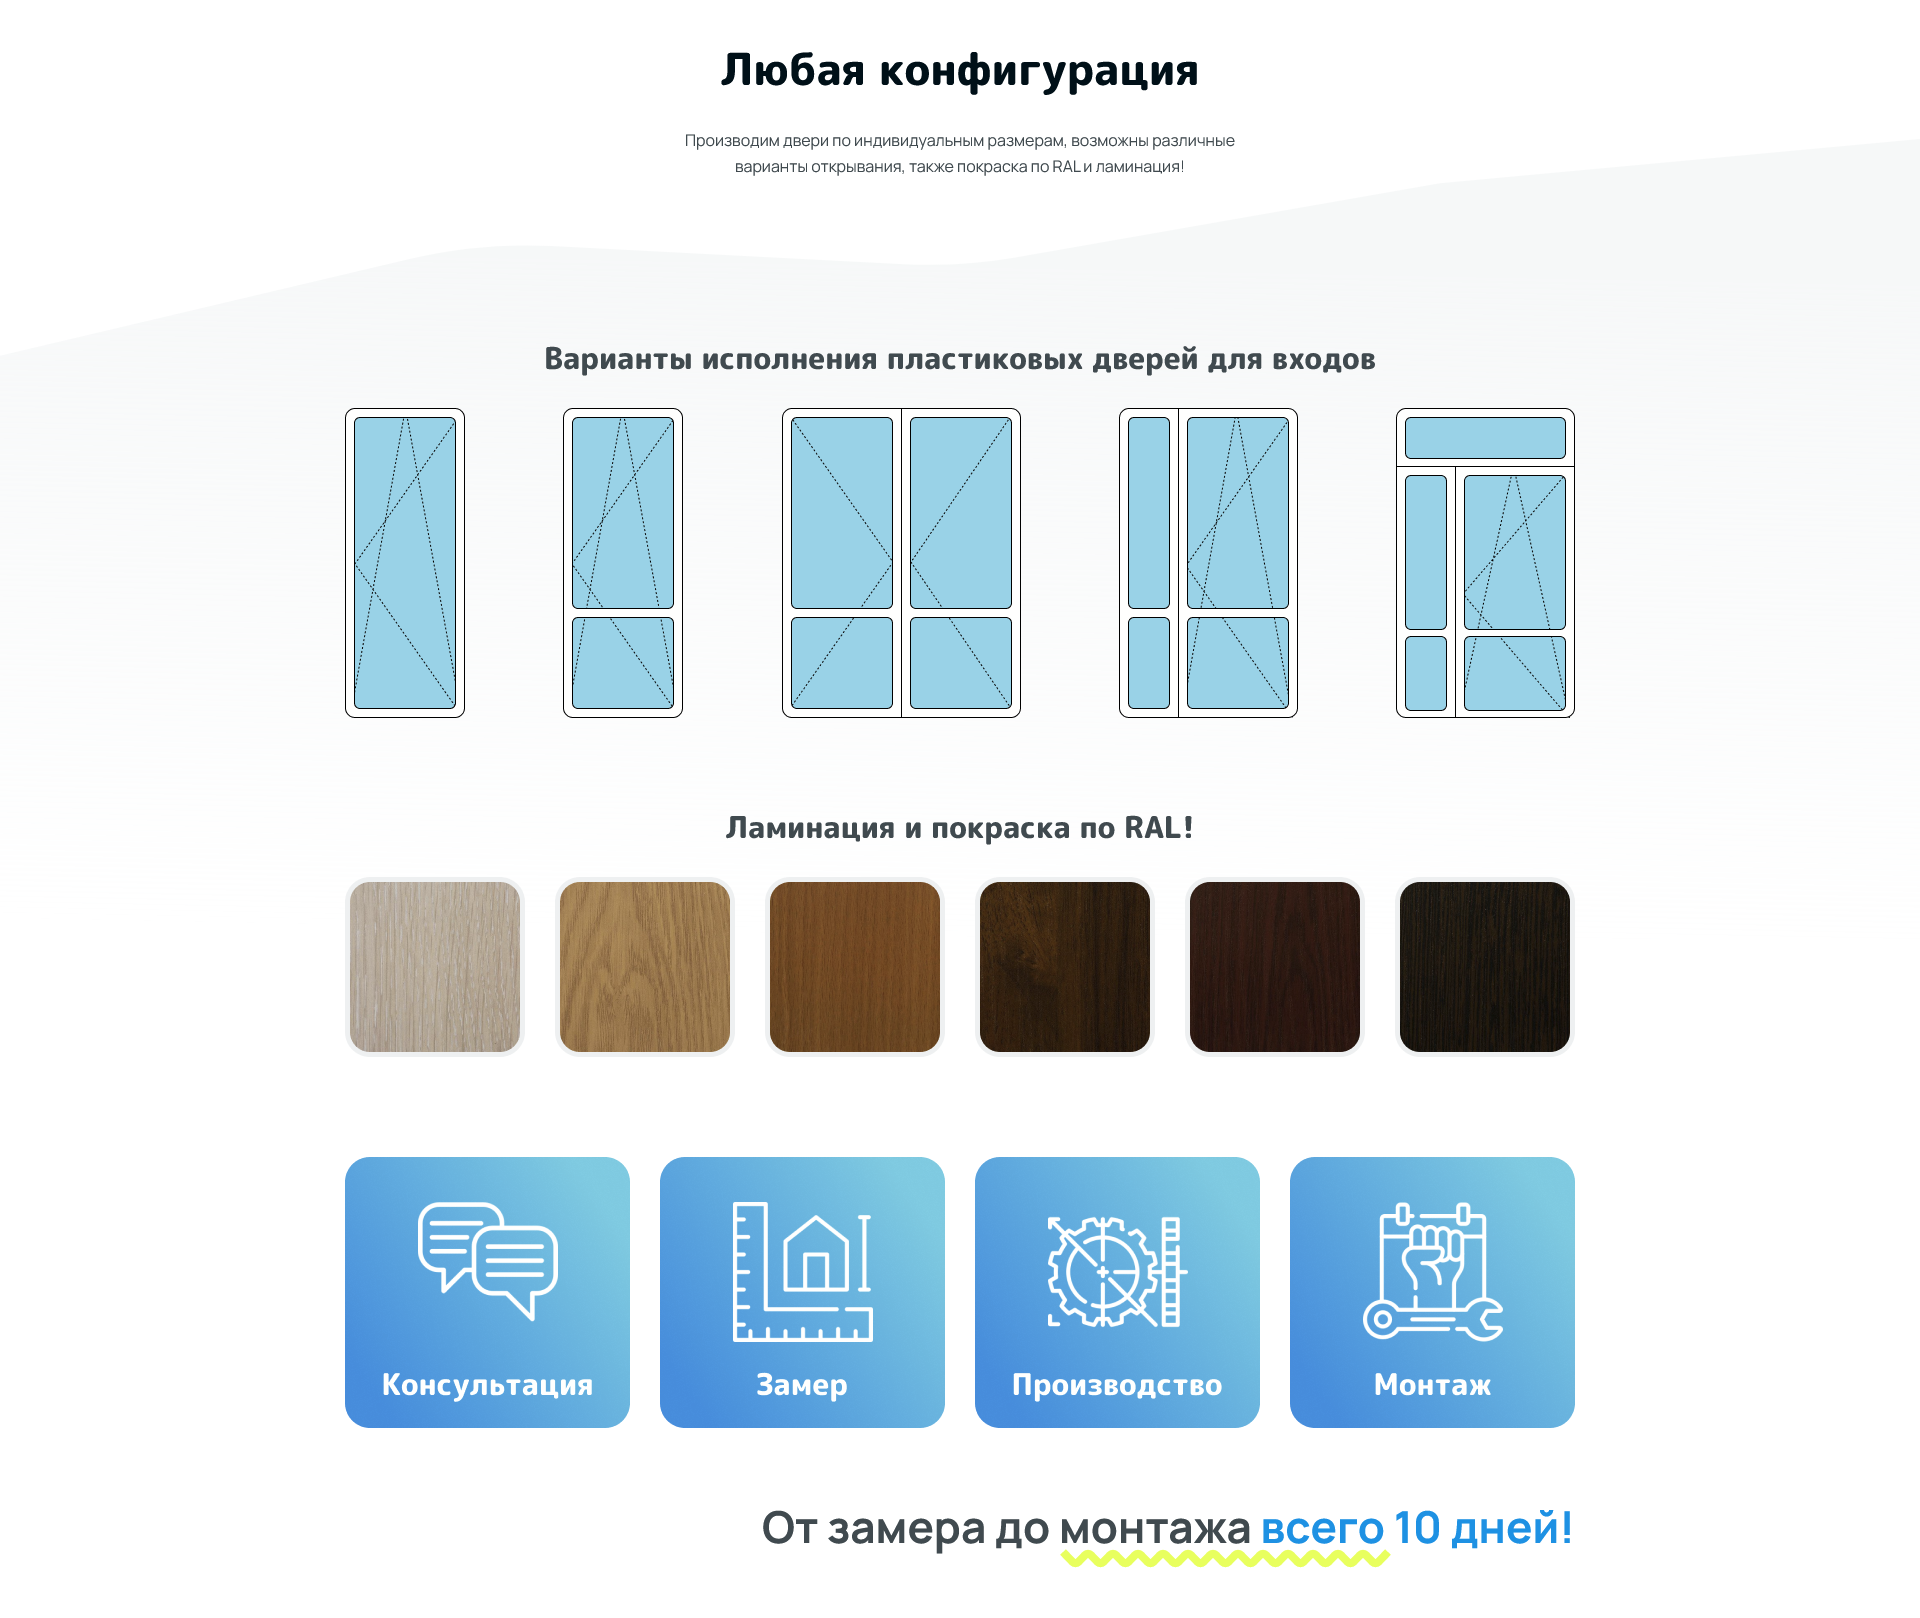 Любая конфигурация
Производим двери по индивидуальным размерам, возможны различные
варианты открывания, также покраска по RAL и ламинация!
Варианты исполнения пластиковых дверей для входов
Ламинация и покраска по RAL!
Консультация
Замер
Производство
Монтаж
От замера до монтажа всего 10 дней!